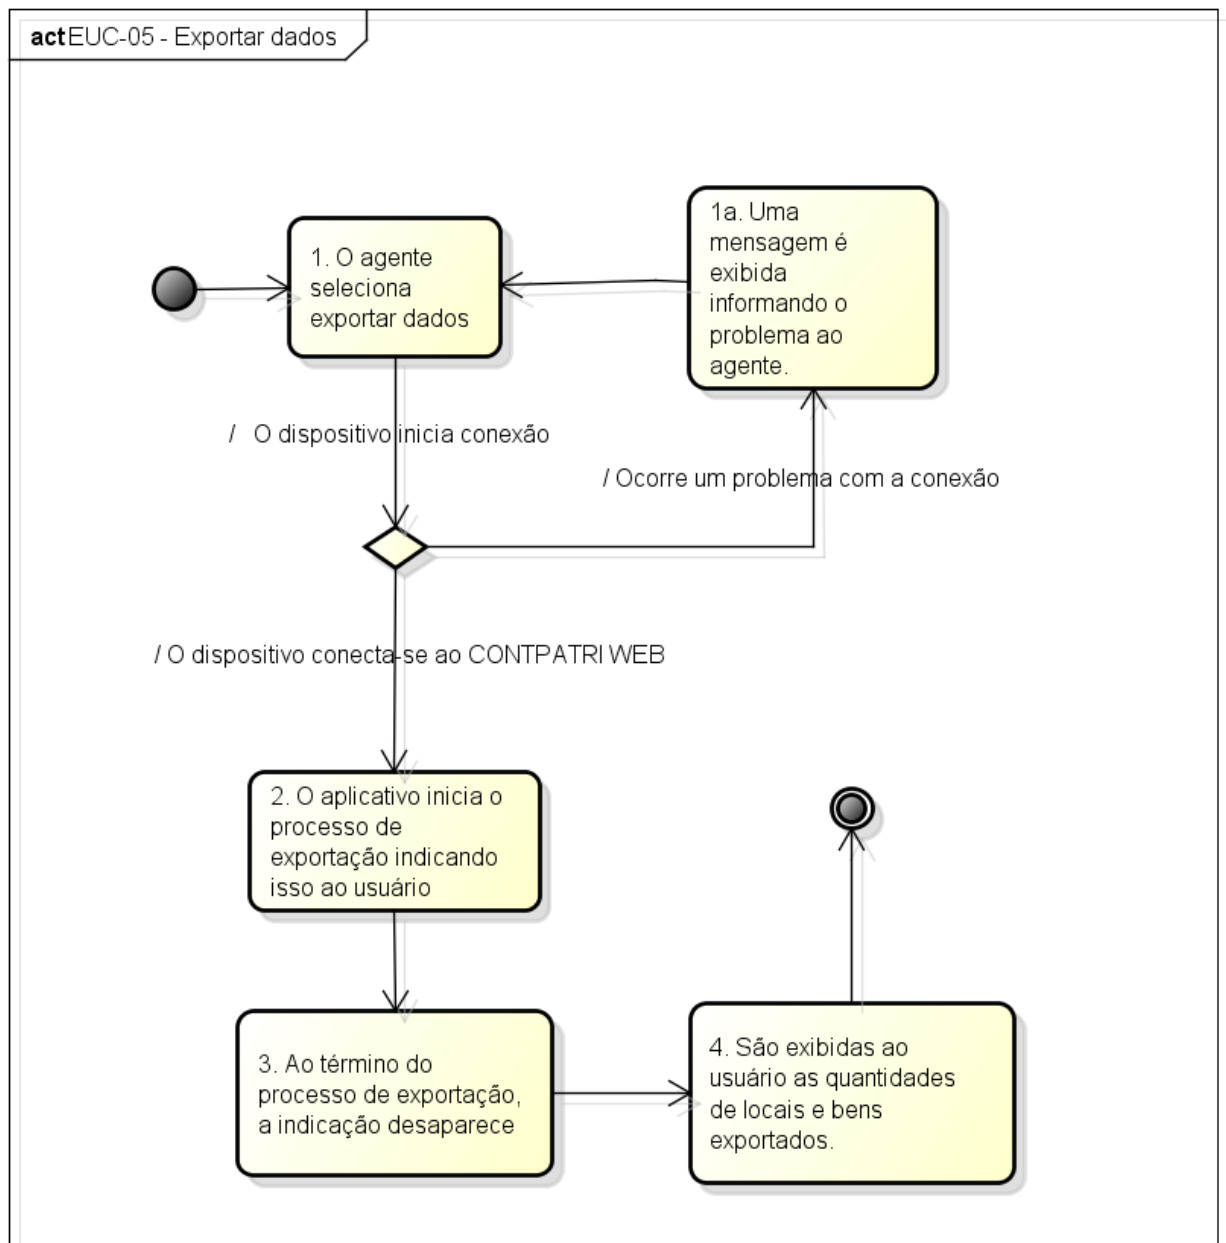 act EUC-05 - Exportar dados
1. O agente
seleciona
exportar dados
1a. Uma
mensagem é
exibida
informando o
problema ao
agente.
/ O dispositivo inicia conexão
/ Ocorre um problema com a conexão
/ O dispositivo conecta-se ao CONTPATRI WEB
2. O aplicativo inicia o
processo de
exportação indicando
isso ao usuário
3. Ao término do
processo de exportação,
a indicação desaparece
4. São exibidas ao
usuário as quantidades
de locais e bens
exportados.